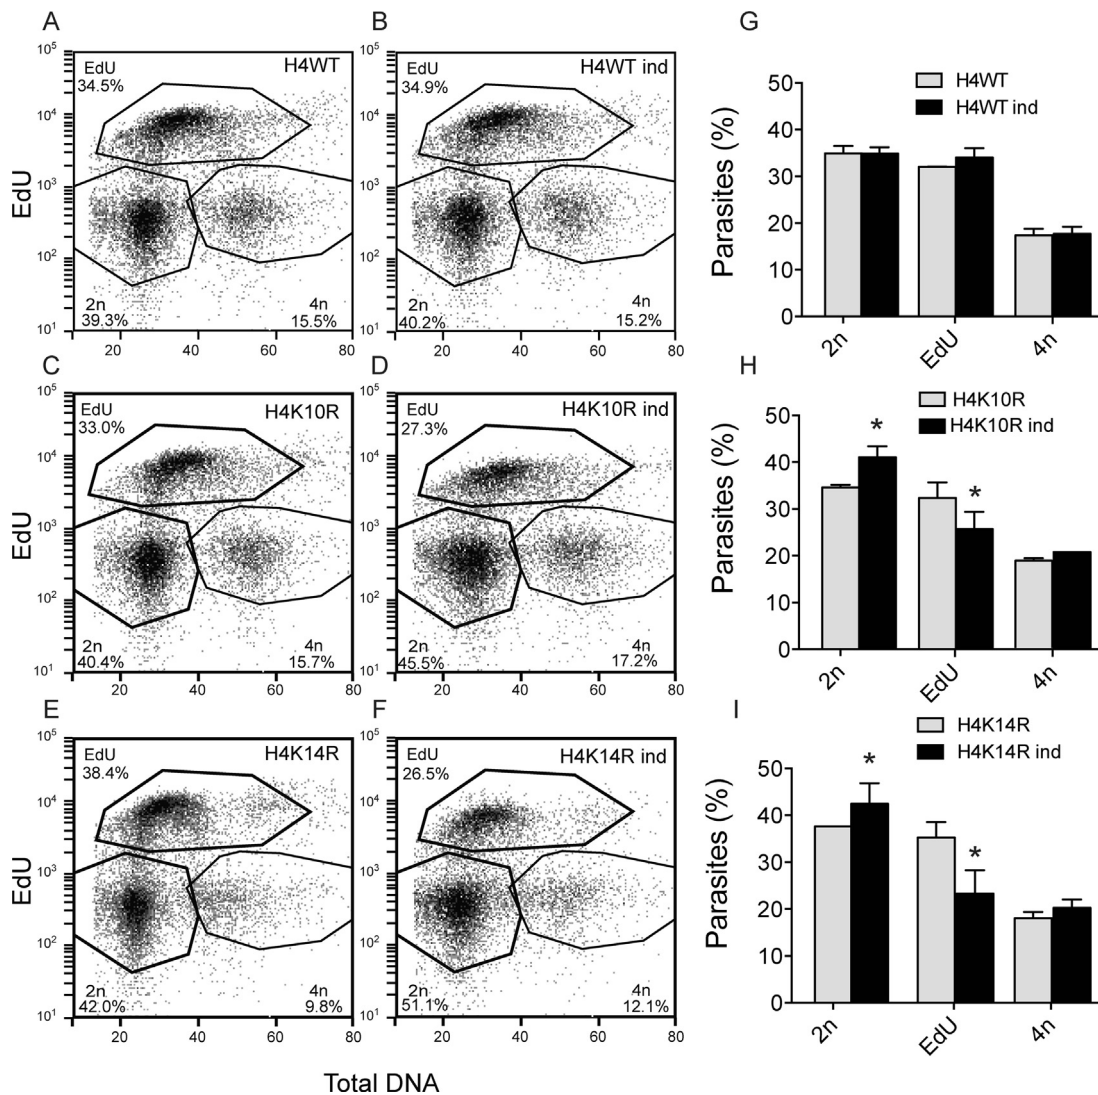 A
B
G
EdU
34.5%
H4WT
EdU
34.9%
H4WT ind
10⁵
10⁴
10³
10²
10¹
EdU
2n
39.3%
4n
15.5%
20
40
60
80
10⁵
10⁴
10³
10²
10¹
2n
40.2%
4n
15.2%
20
40
60
80
H4WT
H4WT ind
Parasites (%)
50
40
30
20
10
0
2n
EdU
4n
C
D
H
EdU
33.0%
H4K10R
EdU
27.3%
H4K10R ind
10⁵
10⁴
10³
10²
10¹
EdU
2n
40.4%
4n
15.7%
20
40
60
80
10⁵
10⁴
10³
10²
10¹
2n
45.5%
4n
17.2%
20
40
60
80
H4K10R
H4K10R ind
Parasites (%)
50
40
30
20
10
0
*
*
2n
EdU
4n
E
F
I
EdU
38.4%
H4K14R
EdU
26.5%
H4K14R ind
10⁵
10⁴
10³
10²
10¹
EdU
2n
42.0%
4n
9.8%
20
40
60
80
10⁵
10⁴
10³
10²
10¹
2n
51.1%
4n
12.1%
20
40
60
80
H4K14R
H4K14R ind
Parasites (%)
50
40
30
20
10
0
*
*
2n
EdU
4n
Total DNA